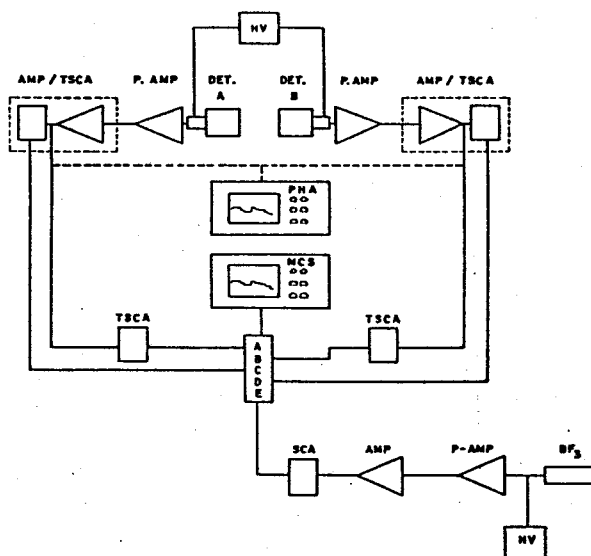 HV
AMP / TSCA
P. AMP
DET.
A
DET.
B
P.AMP
AMP / TSCA
PHA
MCS
TSCA
TSCA
A
B
C
D
E
SCA
AMP
P-AMP
BF3
HV